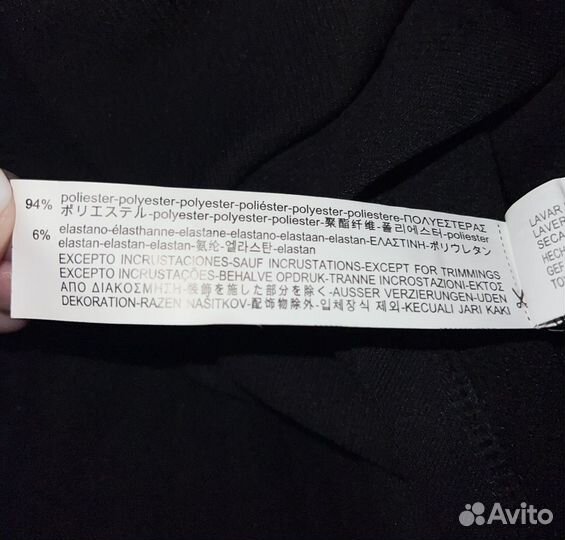 94% poliester-polyester-polyester-poliéster-polyester-poliestere-ΠΟΛΥΕΣΤΕΡΑΣ
ポリエステル-polyester-polyester-poliester-聚酯纤维-폴리에스터-poliester
6% elastano-élasthanne-elastane-elastano-elastaan-elastan-ΕΛΑΣΤΙΝΗ-ポリウレタン
elastan-elastan-elastan-氨纶-엘라스탄-elastan
EXCEPTO INCRUSTACIONES-SAUF INCRUSTATIONS-EXCEPT FOR TRIMMINGS
EXCEPTO INCRUSTAÇÕES-BEHALVE OPDRUK-TRANNE INCROSTAZIONI-ΕΚΤΟΣ
ΑΠΟ ΔΙΑΚΟΣΜΗΣΗ-装飾を施した部分を除く-AUSSER VERZIERUNGEN-UDEN
DEKORATION-RAZEN NAŠITKOV-配饰物除外-입체장식 제외-KECUALI JARI KAKI
LAVAR
LAVER
SECA
HECH
GEF
TO
Avito